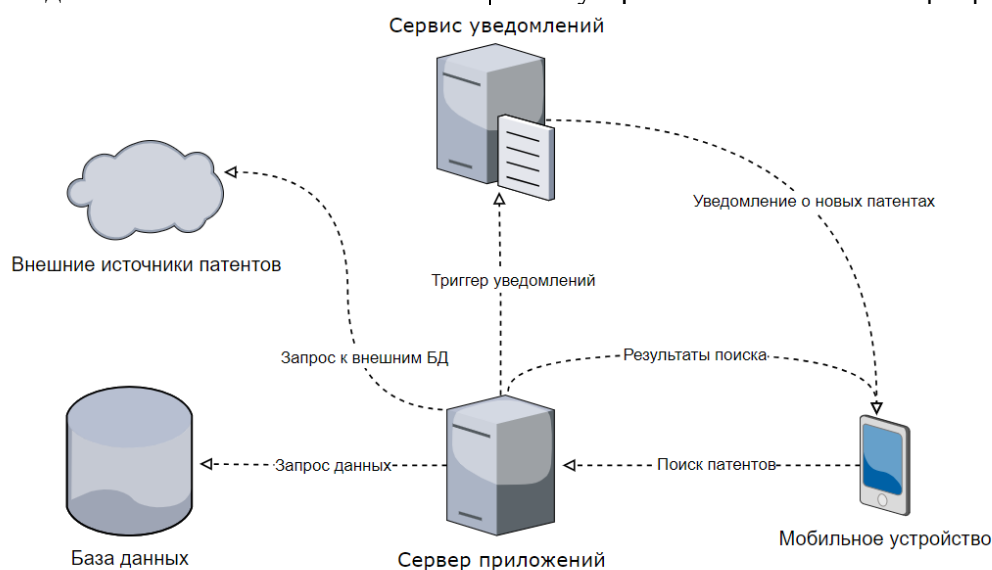 Сервис уведомлений
Уведомление о новых патентах
Внешние источники патентов
Триггер уведомлений
Запрос к внешним БД
Результаты поиска
Запрос данных
Поиск патентов
Мобильное устройство
База данных
Сервер приложений